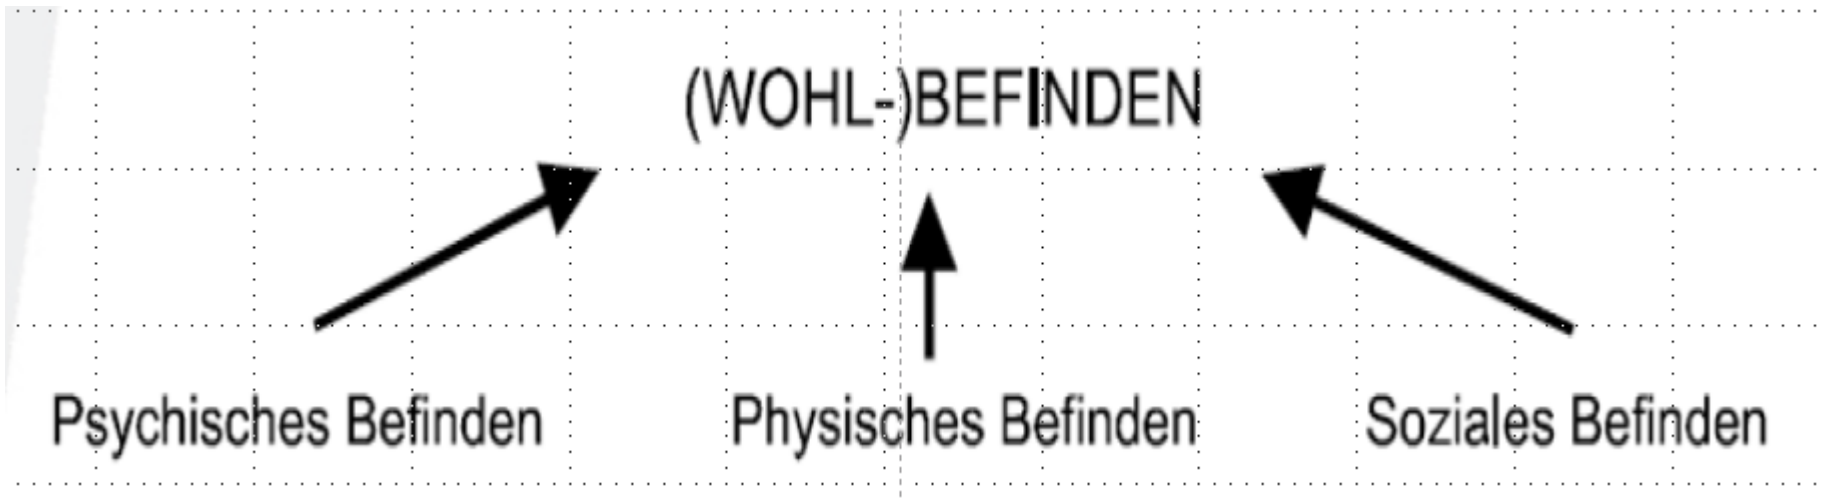 (WOHL-)BEFINDEN
Psychisches Befinden Physisches Befinden Soziales Befinden